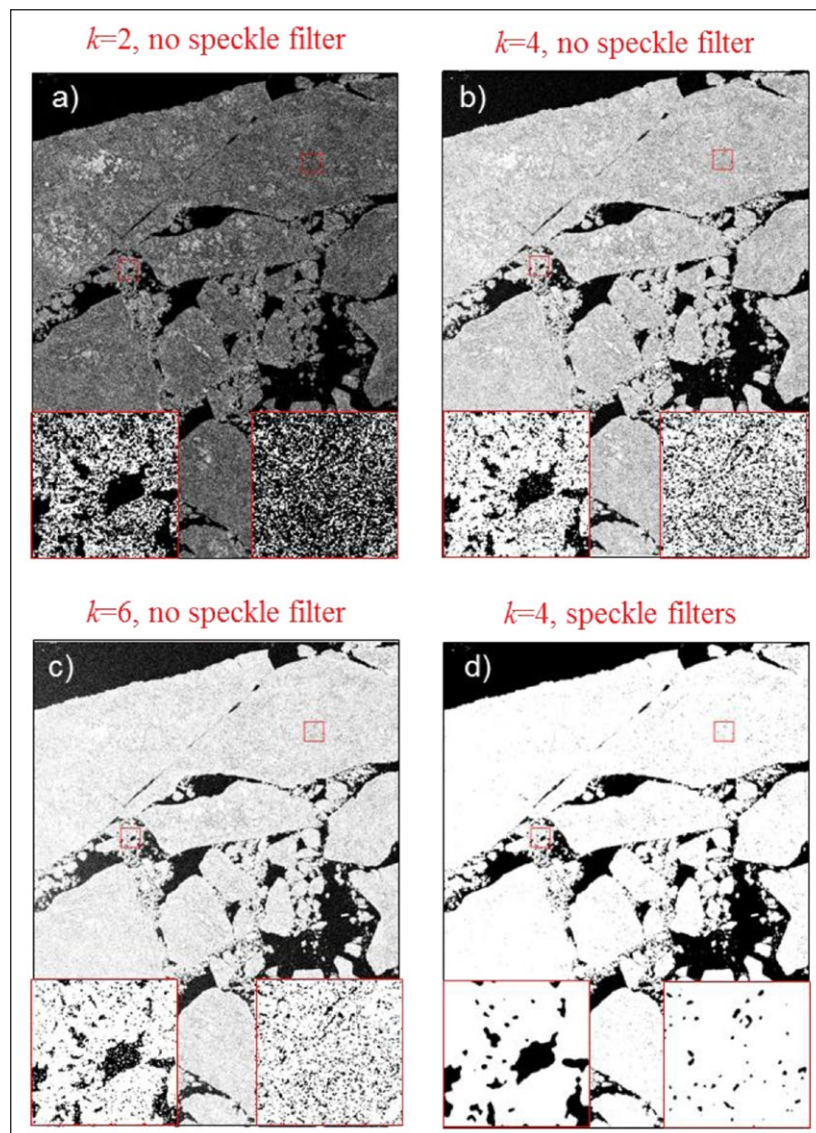 k=2, no speckle filter
k=4, no speckle filter
a)
b)
k=6, no speckle filter
k=4, speckle filters
c)
d)